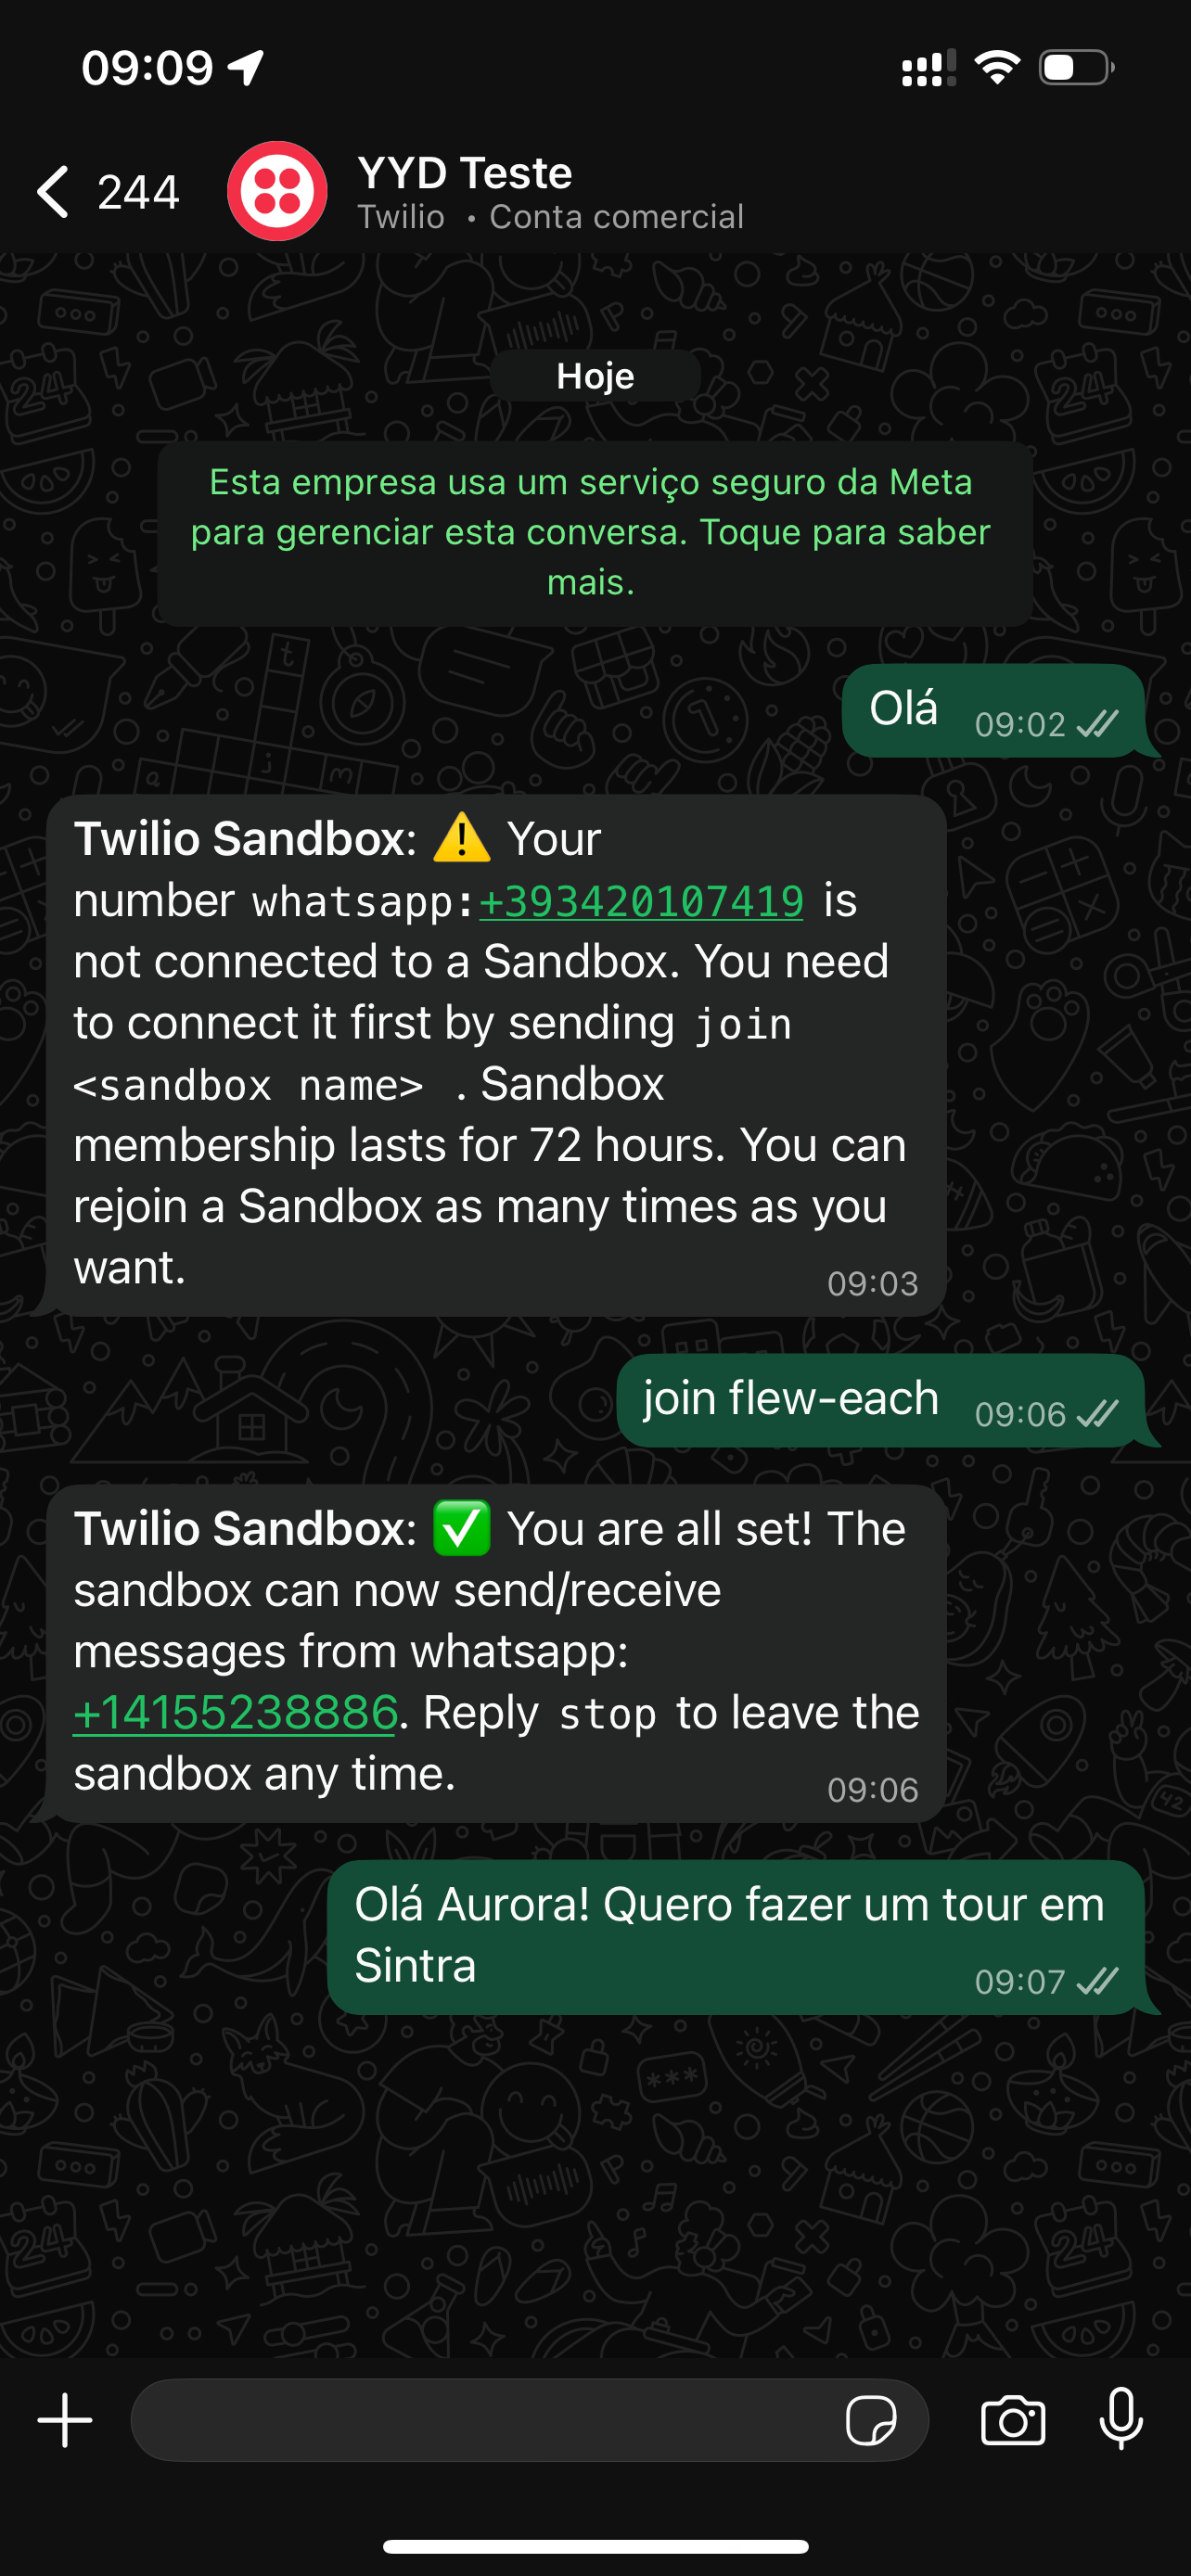 09:09
244
YYD Teste
Twilio • Conta comercial
Hoje
Esta empresa usa um serviço seguro da Meta
para gerenciar esta conversa. Toque para saber
mais.
Olá 09:02
Twilio Sandbox: ⚠️ Your
number whatsapp:+393420107419 is
not connected to a Sandbox. You need
to connect it first by sending join
<sandbox name> . Sandbox
membership lasts for 72 hours. You can
rejoin a Sandbox as many times as you
want.
09:03
join flew-each 09:06
Twilio Sandbox: ✅ You are all set! The
sandbox can now send/receive
messages from whatsapp:
+14155238886. Reply stop to leave the
sandbox any time.
09:06
Olá Aurora! Quero fazer um tour em
Sintra
09:07